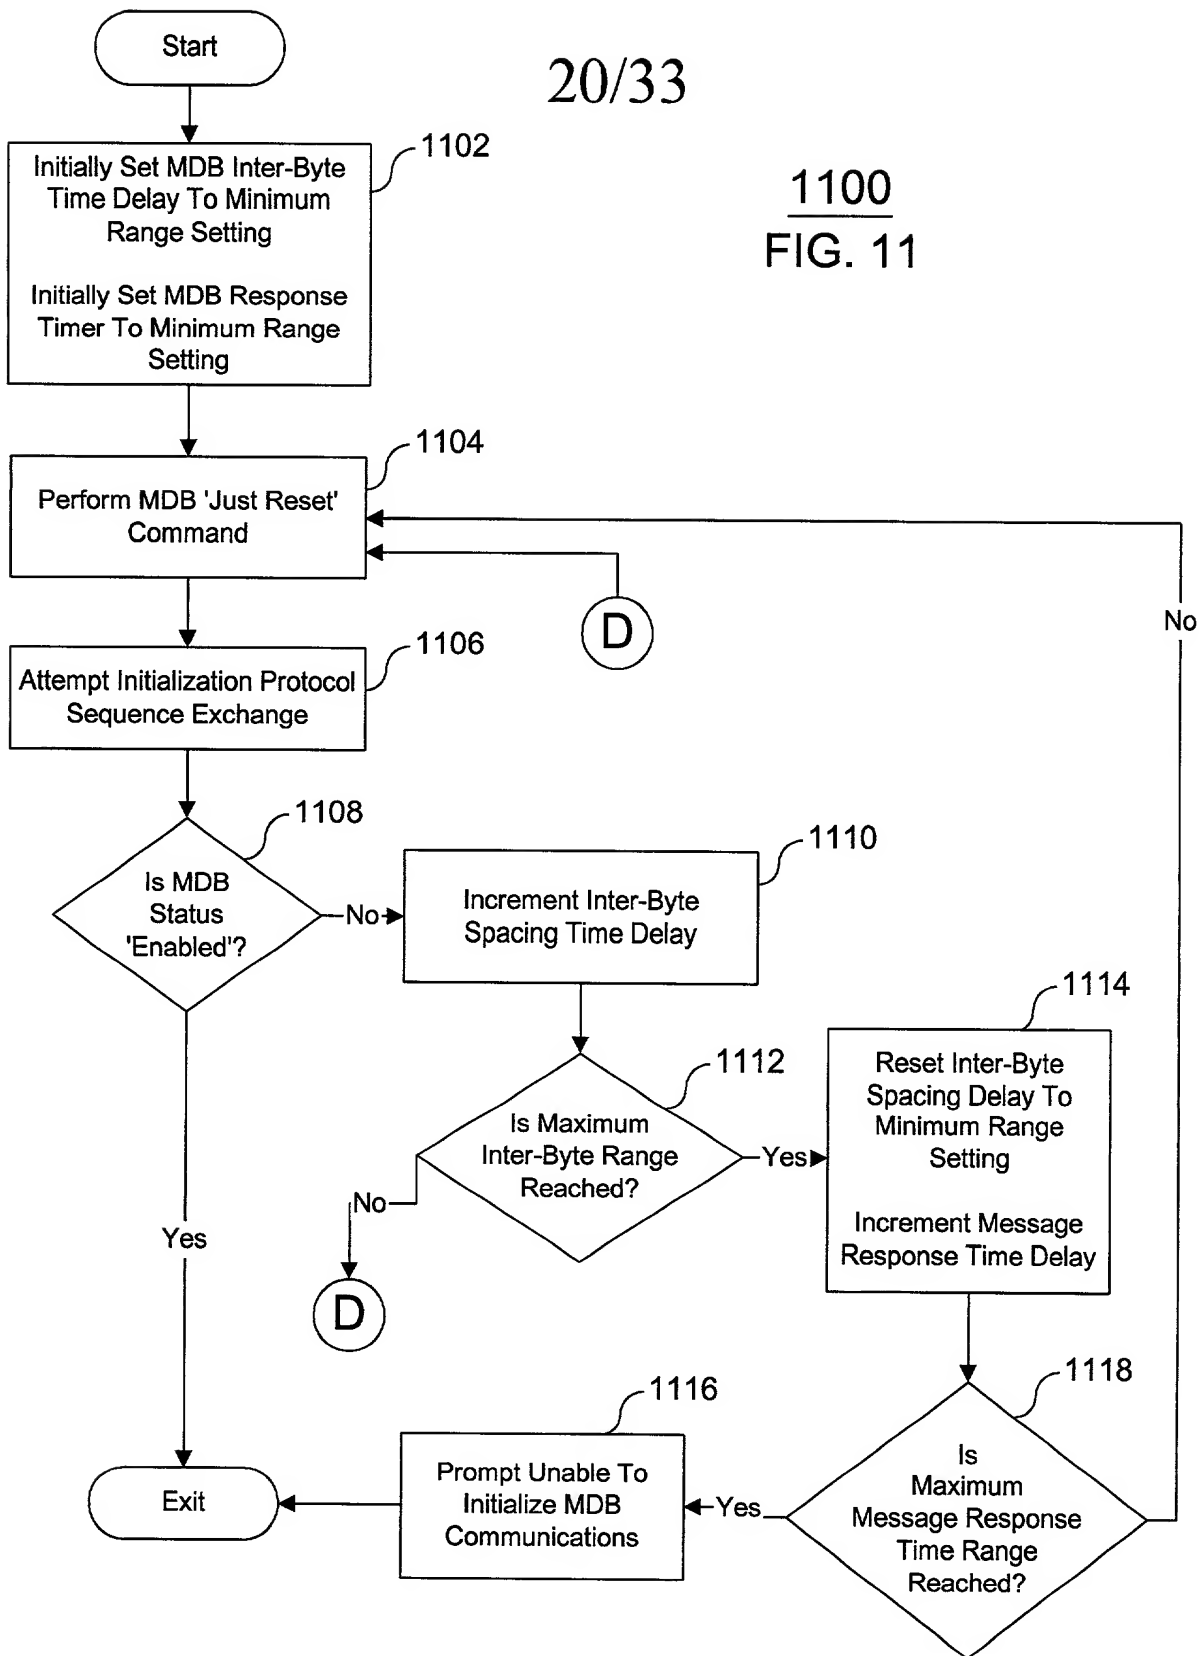 Start
20/33
1102
Initially Set MDB Inter-Byte
Time Delay To Minimum
Range Setting
Initially Set MDB Response
Timer To Minimum Range
Setting
1100
FIG. 11
1104
Perform MDB 'Just Reset'
Command
D
No
1106
Attempt Initialization Protocol
Sequence Exchange
1108
Is MDB
Status
'Enabled'?
No
1110
Increment Inter-Byte
Spacing Time Delay
1112
Is Maximum
Inter-Byte Range
Reached?
Yes
No
D
1114
Reset Inter-Byte
Spacing Delay To
Minimum Range
Setting
Increment Message
Response Time Delay
Yes
1118
Is
Maximum
Message Response
Time Range
Reached?
Yes
1116
Prompt Unable To
Initialize MDB
Communications
Exit